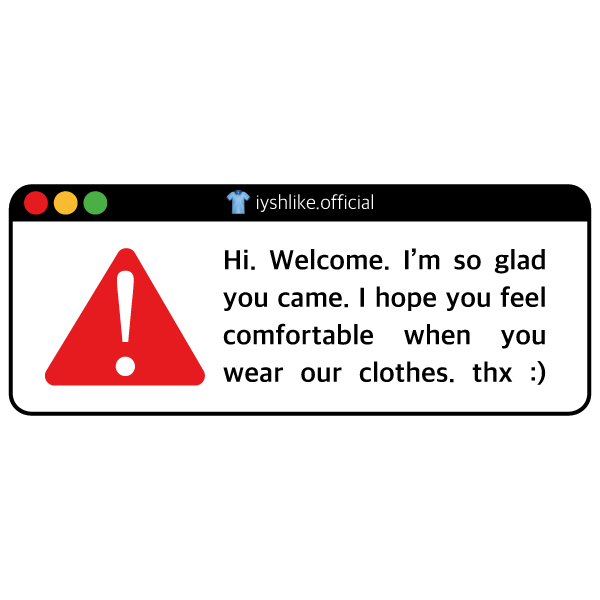 iyshlike.official
Hi. Welcome. I'm so glad
you came. I hope you feel
comfortable when you
wear our clothes. thx :)